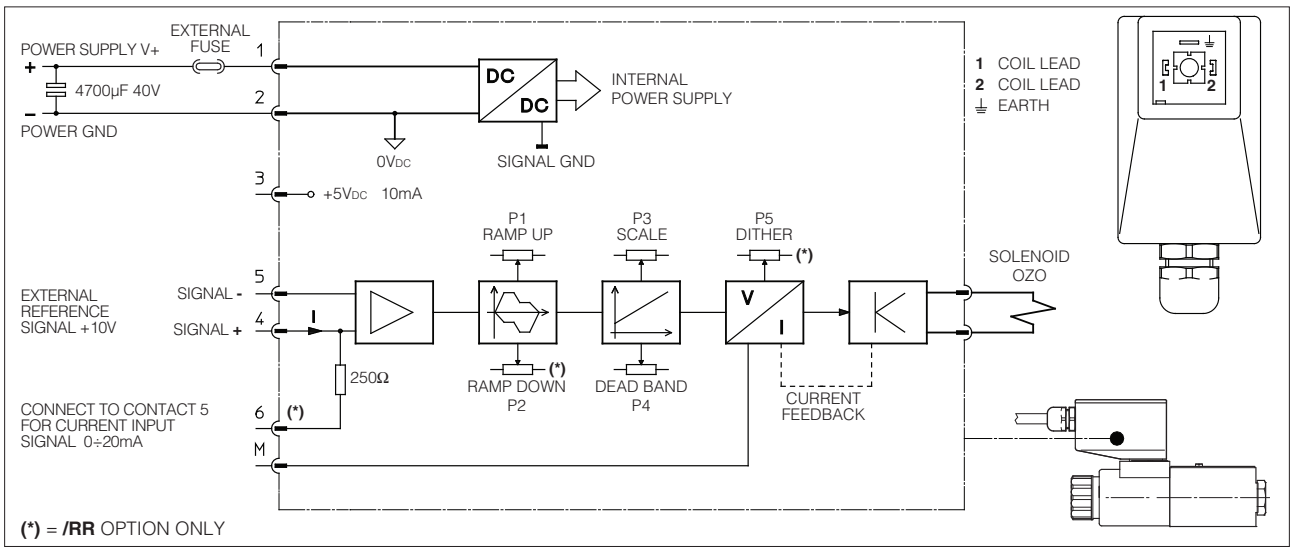 POWER SUPPLY V+
EXTERNAL
FUSE
1
+
4700µF 40V
2
–
POWER GND
DC
DC
INTERNAL
POWER SUPPLY
0VDC
SIGNAL GND
3
+5VDC 10mA
P1
RAMP UP
P3
SCALE
P5
DITHER
(*)
EXTERNAL
REFERENCE
SIGNAL +10V
5
SIGNAL -
4
SIGNAL +
I
V
I
250Ω
(*)
RAMP DOWN
P2
DEAD BAND
P4
CURRENT
FEEDBACK
CONNECT TO CONTACT 5
FOR CURRENT INPUT
SIGNAL 0÷20mA
6
(*)
M
SOLENOID
OZO
1 COIL LEAD
2 COIL LEAD
EARTH
1
2
(*) = /RR OPTION ONLY